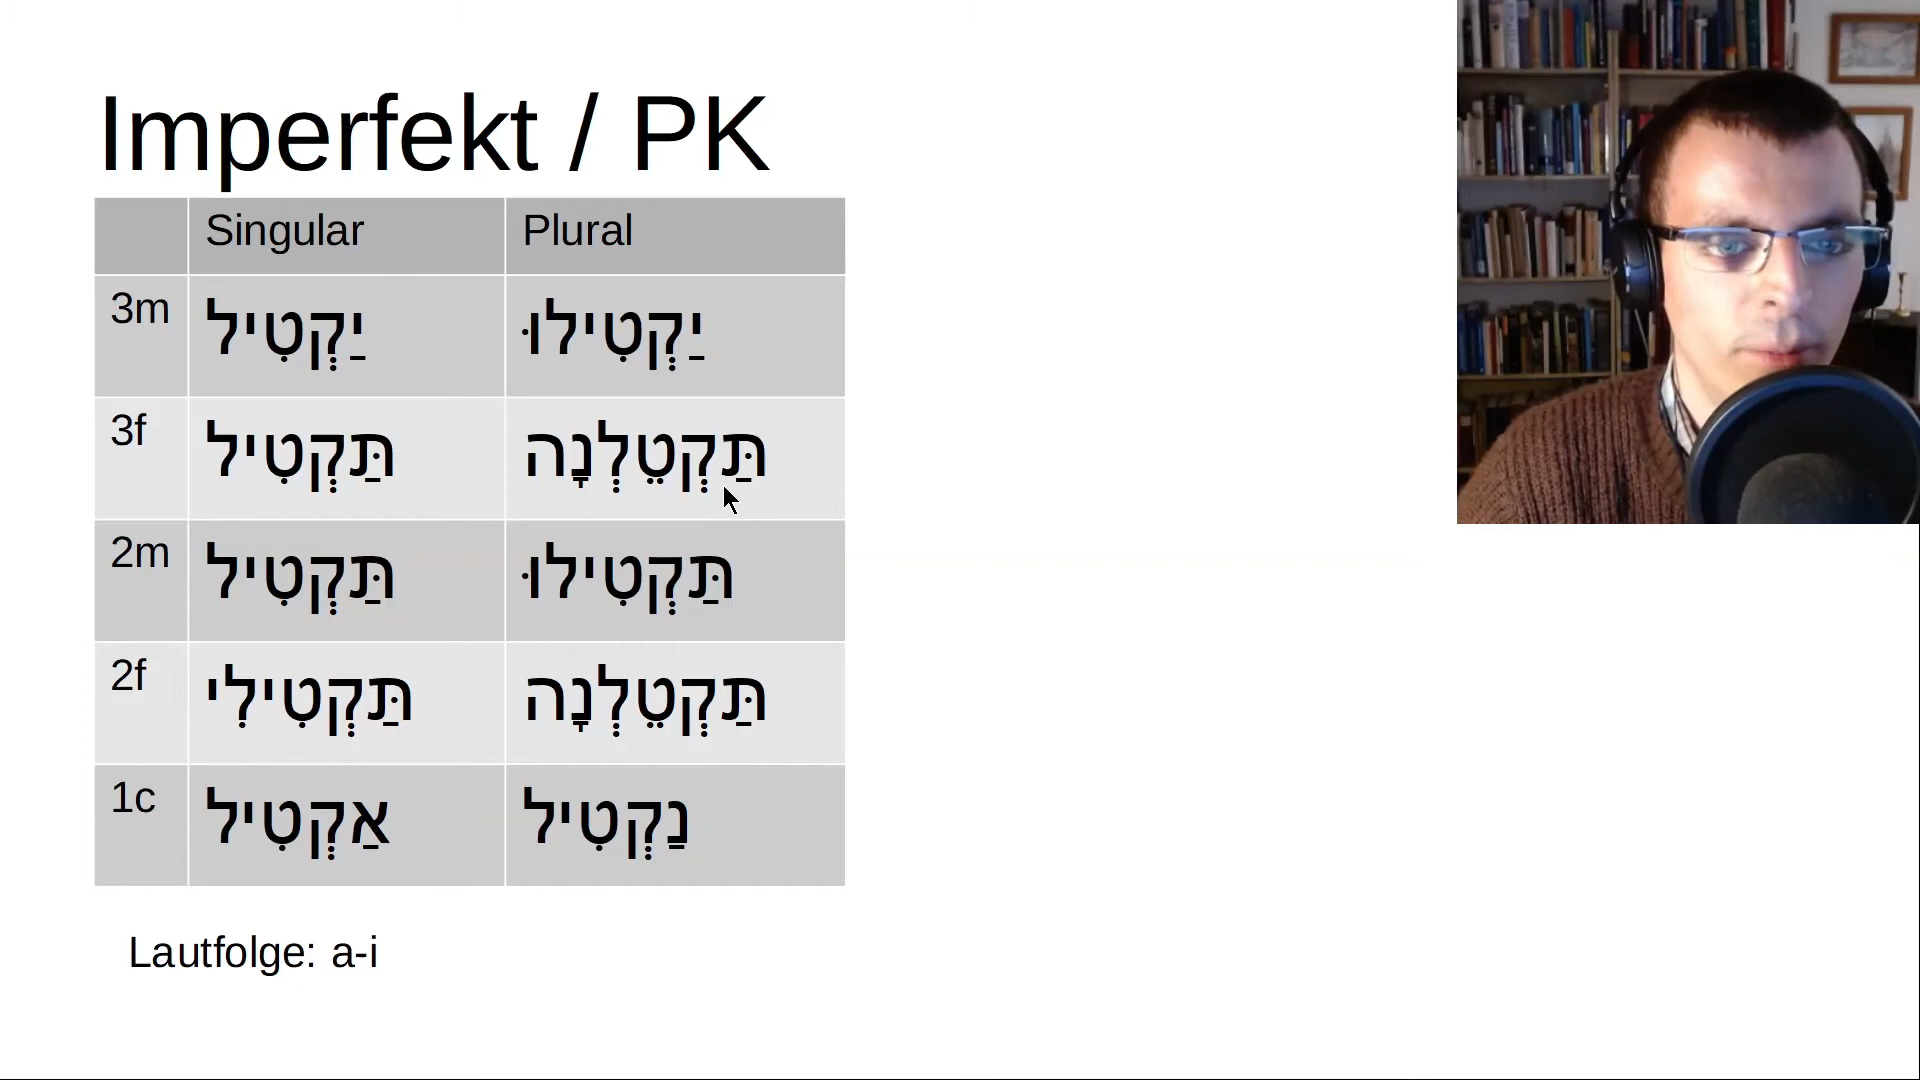 Imperfekt / PK
Singular Plural
3m יַקְטִיל יַקְטִילוּ
3f תַּקְטִיל תַּקְטֵלְנָה
2m תַּקְטִיל תַּקְטִילוּ
2f תַּקְטִילִי תַּקְטֵלְנָה
1c אַקְטִיל נַקְטִיל
Lautfolge: a-i